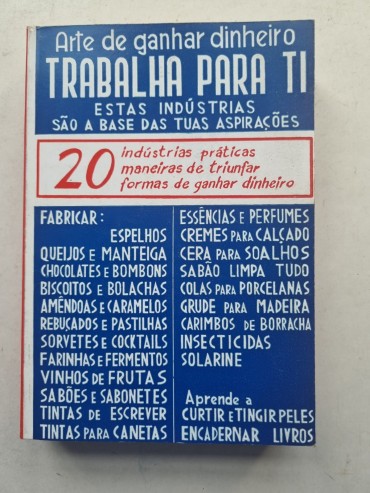 Arte de ganhar dinheiro
TRABALHA PARA TI
ESTAS INDÚSTRIAS
SÃO A BASE DAS TUAS ASPIRAÇÕES
20
indústrias práticas
maneiras de triunfar
formas de ganhar dinheiro
FABRICAR:
ESPELHOS
QUEIJOS E MANTEIGA
CHOCOLATES E BOMBONS
BISCOITOS E BOLACHAS
AMÊNDOAS E CARAMELOS
REBUÇADOS E PASTILHAS
SORVETES E COCKTAILS
FARINHAS E FERMENTOS
VINHOS DE FRUTAS
SABÕES E SABONETES
TINTAS DE ESCREVER
TINTAS PARA CANETAS
ESSÊNCIAS E PERFUMES
CREMES PARA CALÇADO
CERA PARA SOALHOS
SABÃO LIMPA TUDO
COLAS PARA PORCELANAS
GRUDE PARA MADEIRA
CARIMBOS DE BORRACHA
INSECTICIDAS
SOLARINE
Aprende a
CURTIR E TINGIR PELES
ENCADERNAR LIVROS